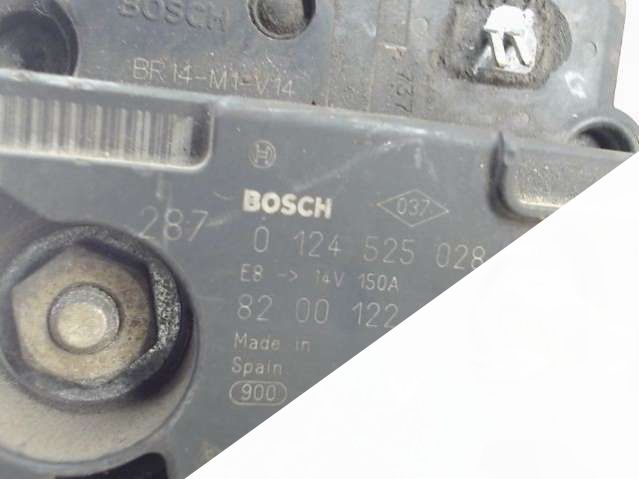 BOSCH
BR14-M1-V14
BOSCH
037
287
0 124 525 028
E8 -> 14V 150A
82 00 122
Made in
Spain
900